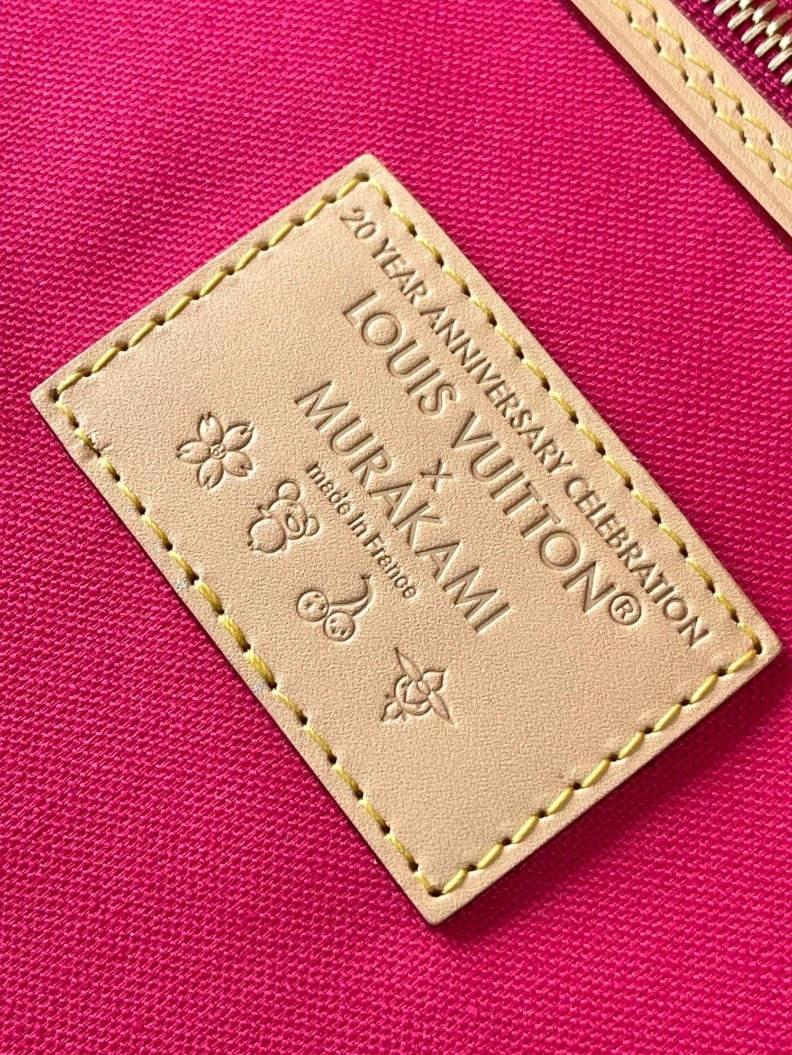 20 YEAR ANNIVERSARY CELEBRATION
LOUIS VUITTON®
×
MURAKAMI
made in France